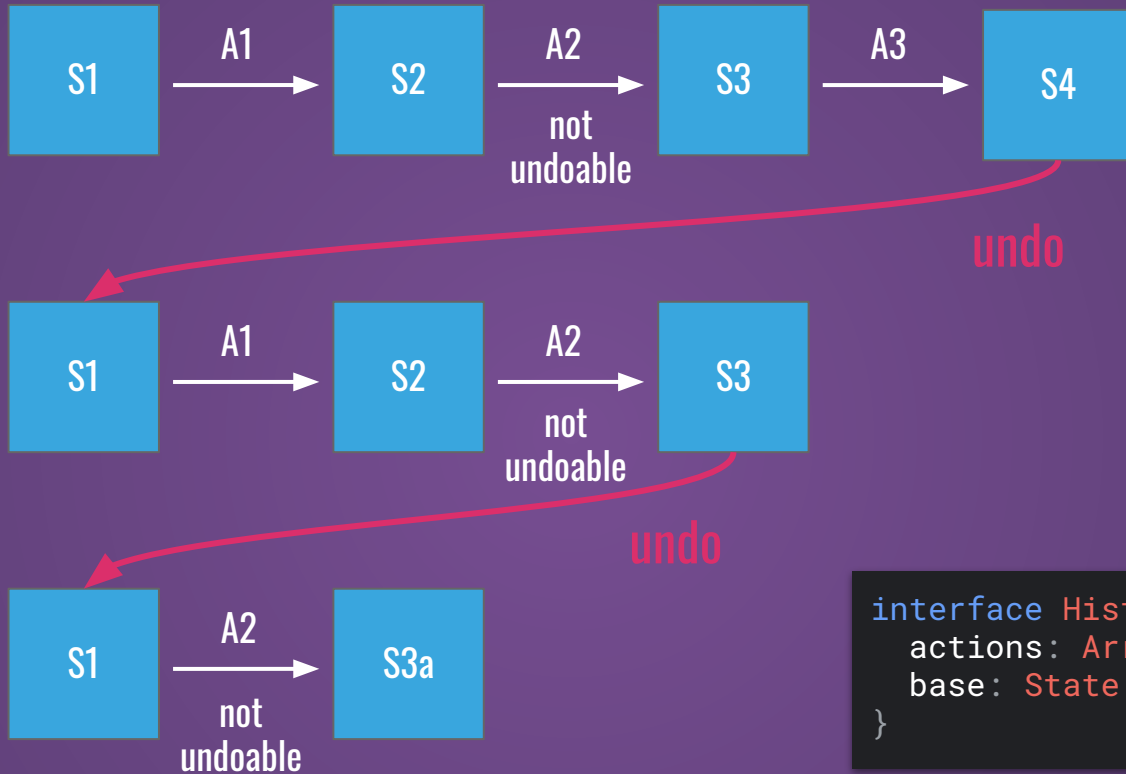 A1 A2 A3
S1 S2 S3 S4
not
undoable
undo
A1 A2
S1 S2 S3
not
undoable
undo
A2
S1 S3a
not
undoable
interface
actions:
base: State
}